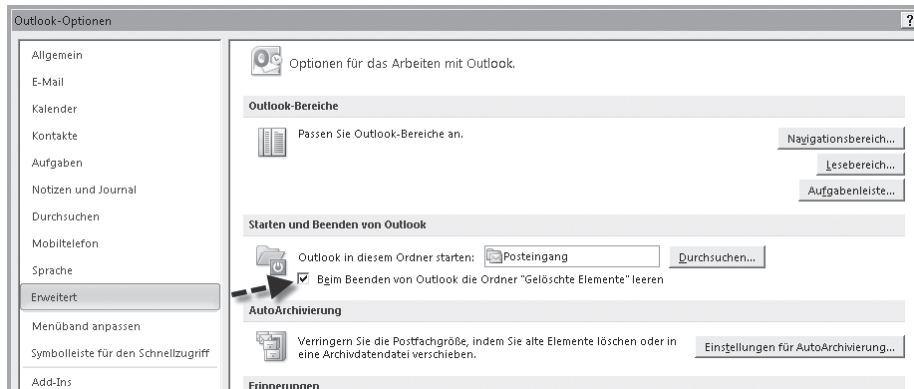 Outlook-Optionen
?
Allgemein
E-Mail
Kalender
Kontakte
Aufgaben
Notizen und Journal
Durchsuchen
Mobiltelefon
Sprache
Erweitert
Menüband anpassen
Symbolleiste für den Schnellzugriff
Add-Ins
Optionen für das Arbeiten mit Outlook.
Outlook-Bereiche
Passen Sie Outlook-Bereiche an.
Navigationsbereich...
Lesebereich...
Aufgabenleiste...
Starten und Beenden von Outlook
Outlook in diesem Ordner starten: Posteingang Durchsuchen...
Beim Beenden von Outlook die Ordner "Gelöschte Elemente" leeren
AutoArchivierung
Verringern Sie die Postfachgröße, indem Sie alte Elemente löschen oder in
eine Archivdatendatei verschieben.
Einstellungen für AutoArchivierung...
Erinnerungen